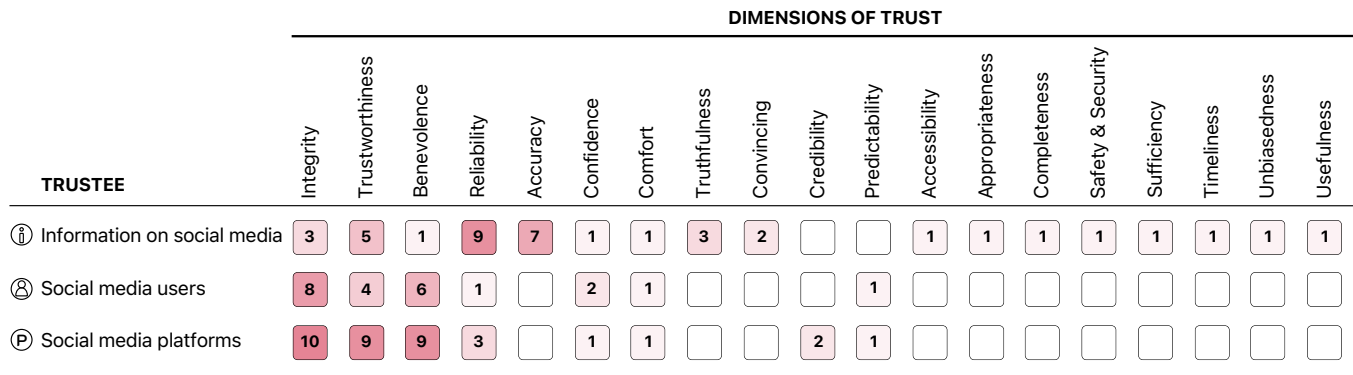 DIMENSIONS OF TRUST
TRUSTEE Integrity Trustworthiness Benevolence Reliability Accuracy Confidence Comfort Truthfulness Convincing Credibility Predictability Accessibility Appropriateness Completeness Safety & Security Sufficiency Timeliness Unbiasedness Usefulness
i Information on social media 3 5 1 9 7 1 1 3 2 1 1 1 1 1 1 1 1
Social media users 8 4 6 1 2 1 1
P Social media platforms 10 9 9 3 1 1 2 1